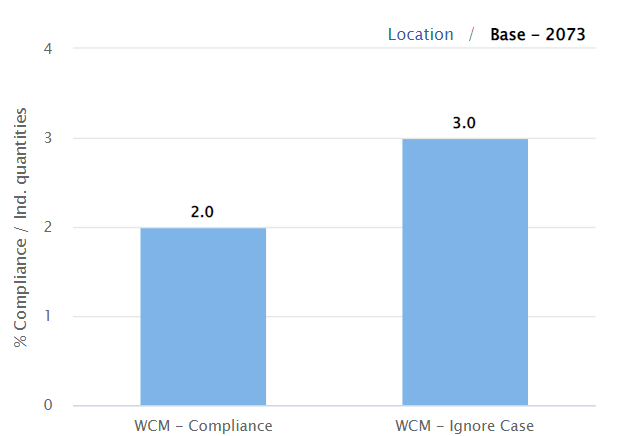 Location / Base - 2073
% Compliance / Ind. quantities
4
3
2
1
0
2.0
3.0
WCM - Compliance
WCM - Ignore Case